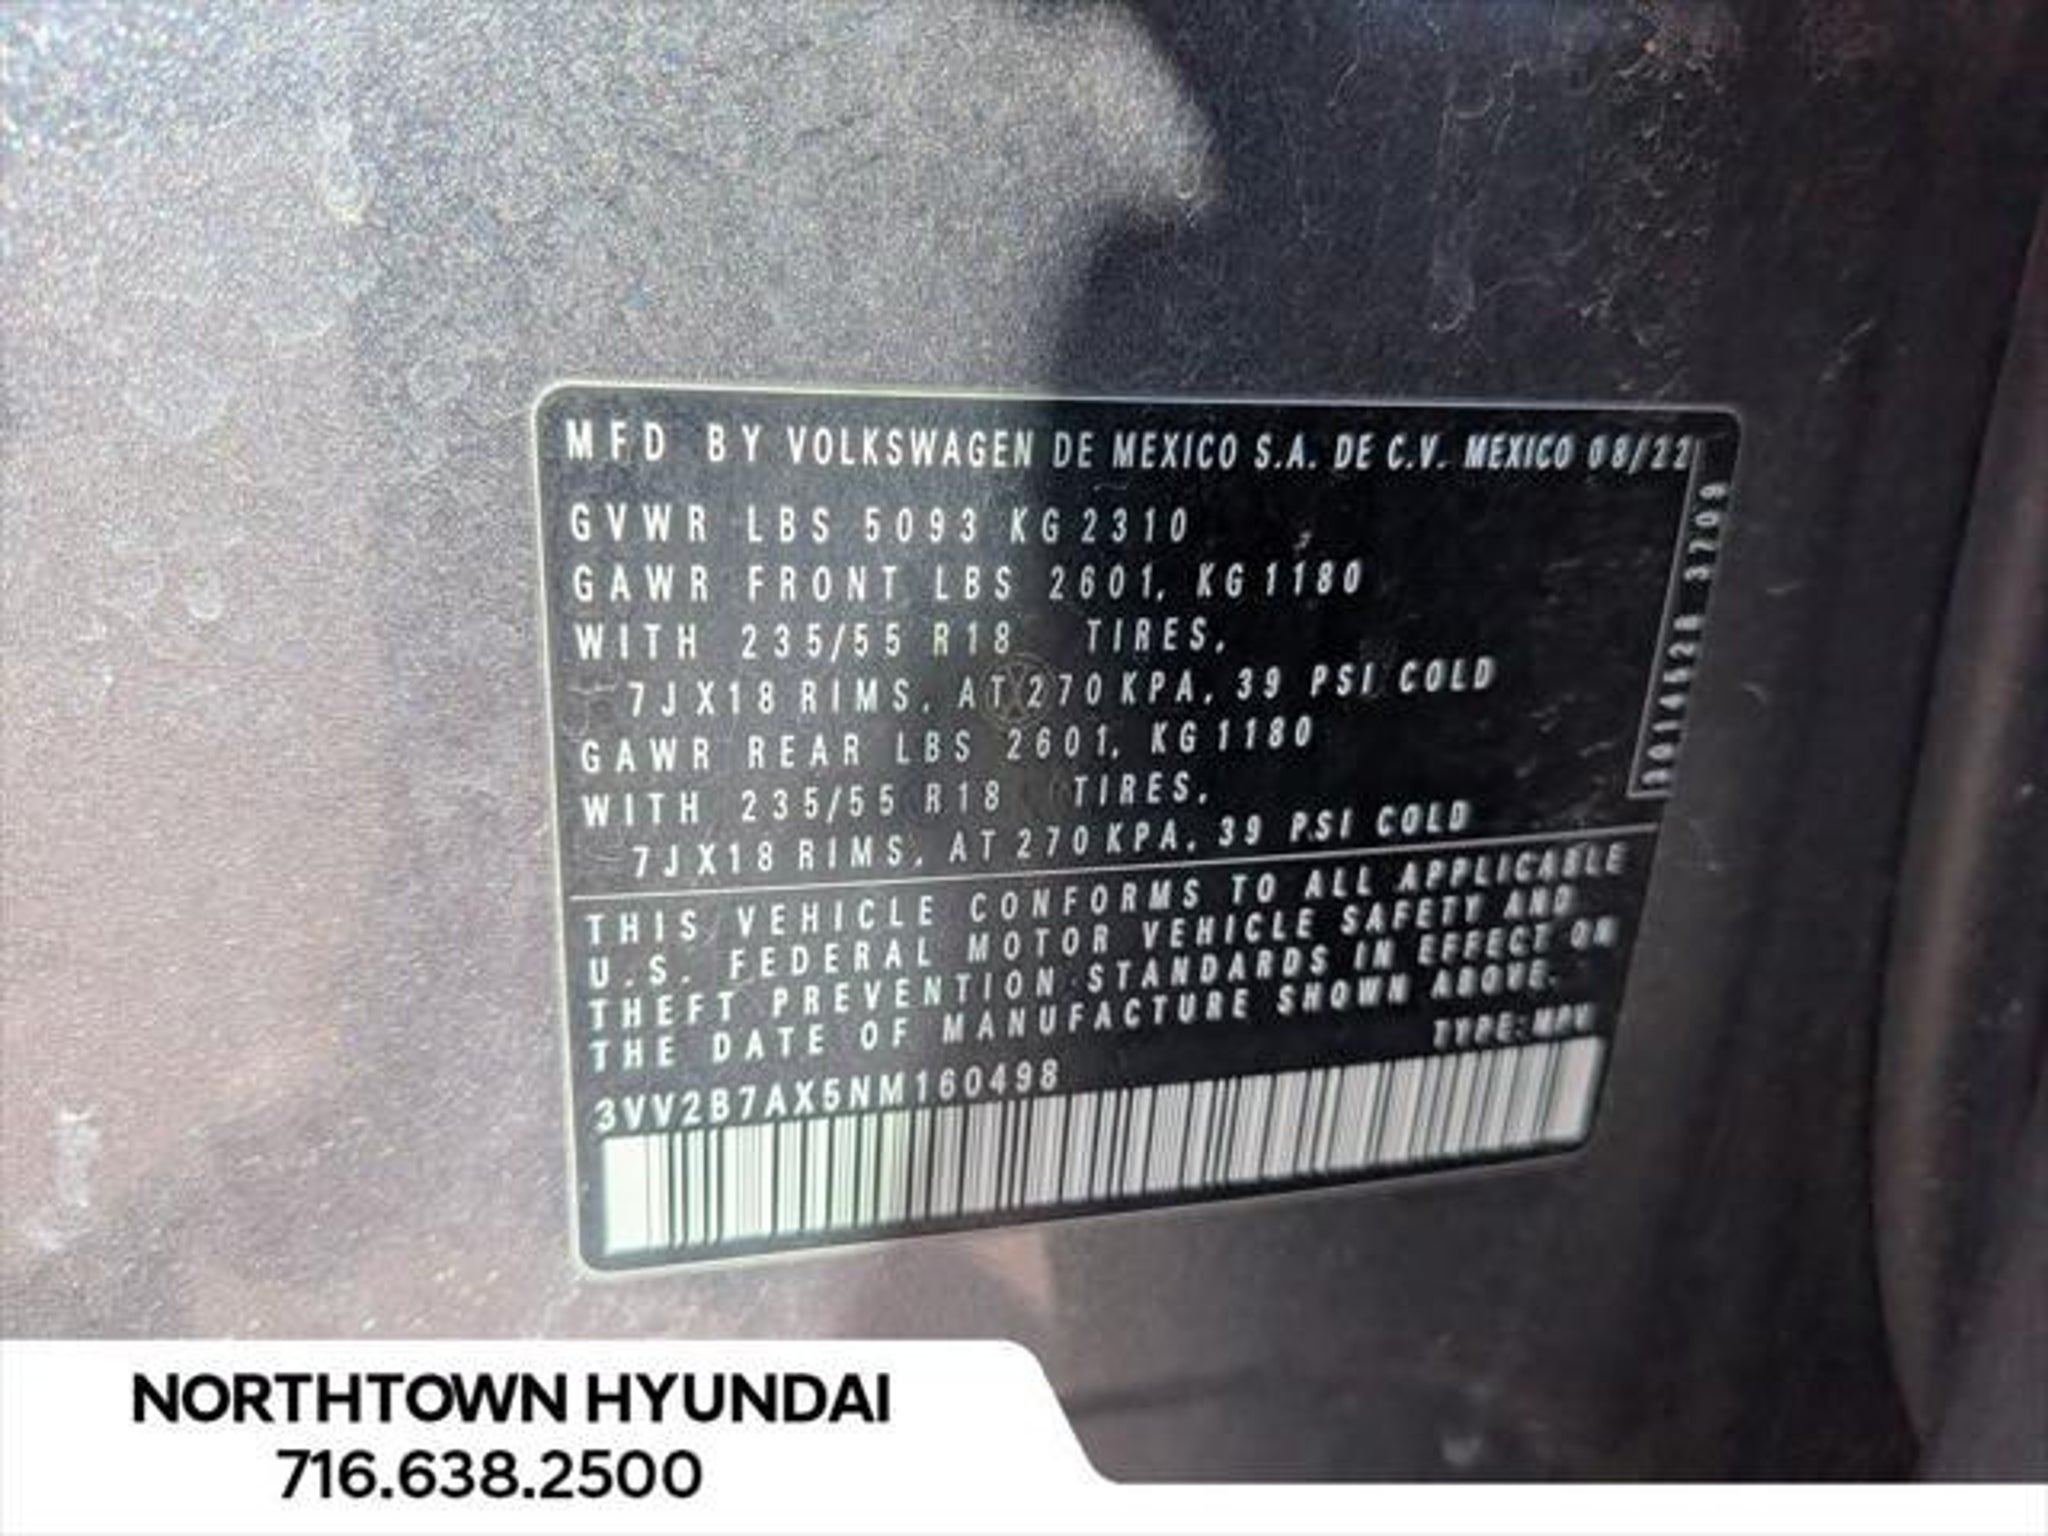 MFD BY VOLKSWAGEN DE MEXICO S.A. DE C.V. MEXICO 08/22
GVWR LBS 5093 KG 2310
GAWR FRONT LBS 2601, KG 1180
WITH 235/55 R18 TIRES,
7JX18 RIMS, AT 270 KPA, 39 PSI COLD
GAWR REAR LBS 2601, KG 1180
WITH 235/55 R18 TIRES,
7JX18 RIMS, AT 270 KPA, 39 PSI COLD
THIS VEHICLE CONFORMS TO ALL APPLICABLE
U.S. FEDERAL MOTOR VEHICLE SAFETY AND
THEFT PREVENTION STANDARDS IN EFFECT ON
THE DATE OF MANUFACTURE SHOWN ABOVE.
TYPE: MPV
3VV2B7AX5NM160498
NORTHTOWN HYUNDAI
716.638.2500